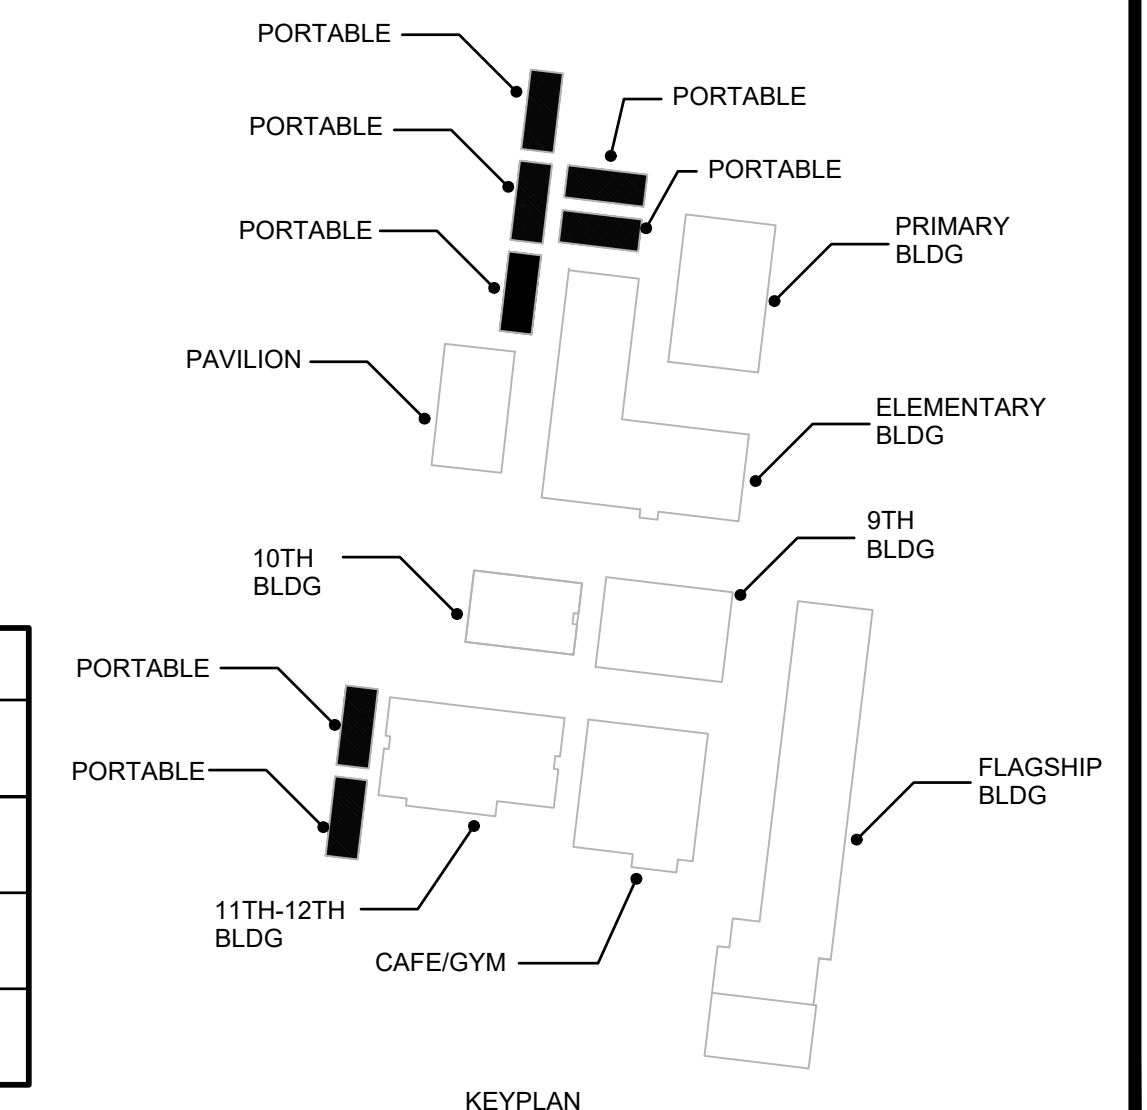 PORTABLE
PORTABLE
PORTABLE
PORTABLE
PORTABLE
PRIMARY
BLDG
PAVILION
ELEMENTARY
BLDG
9TH
BLDG
10TH
BLDG
PORTABLE
PORTABLE
FLAGSHIP
BLDG
11TH-12TH
BLDG
CAFE/GYM
KEYPLAN